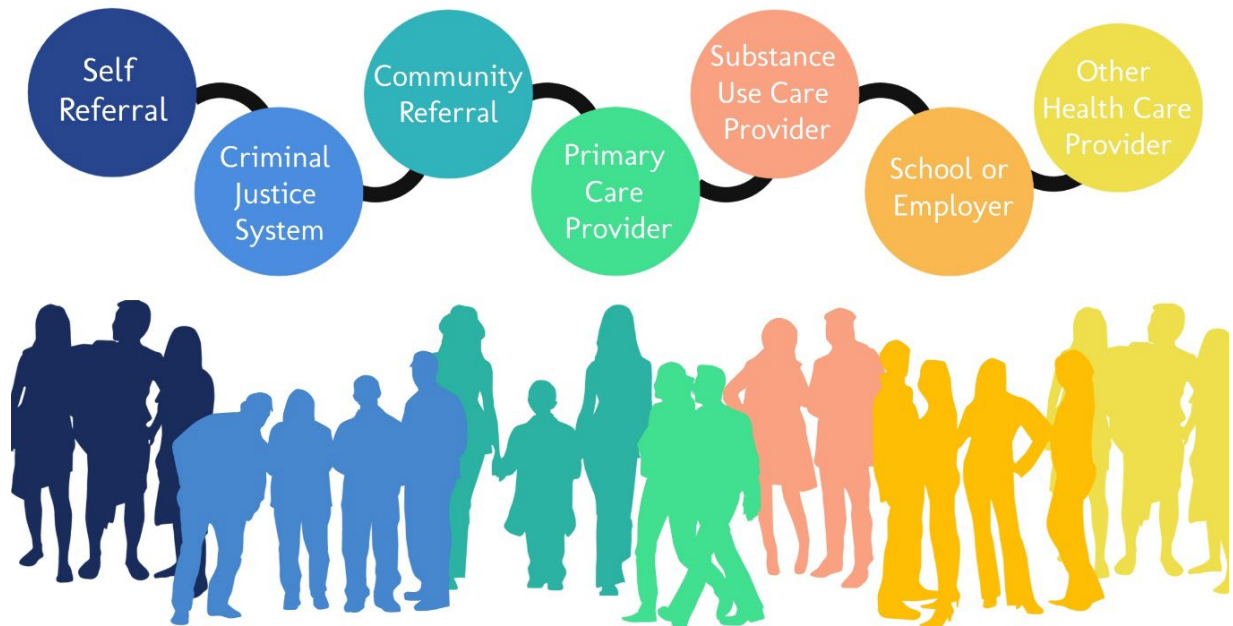 Self
Referral
Criminal
Justice
System
Community
Referral
Primary
Care
Provider
Substance
Use Care
Provider
School or
Employer
Other
Health Care
Provider